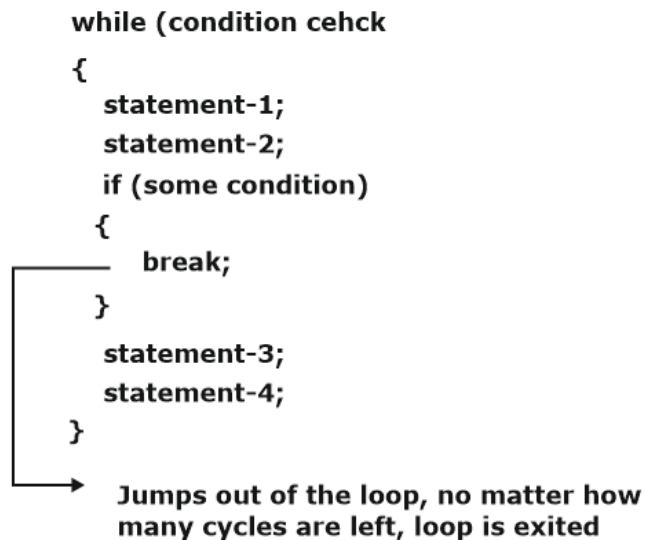 while (condition cehck
{
statement-1;
statement-2;
if (some condition)
{
break;
}
statement-3;
statement-4;
}
Jumps out of the loop, no matter how
many cycles are left, loop is exited